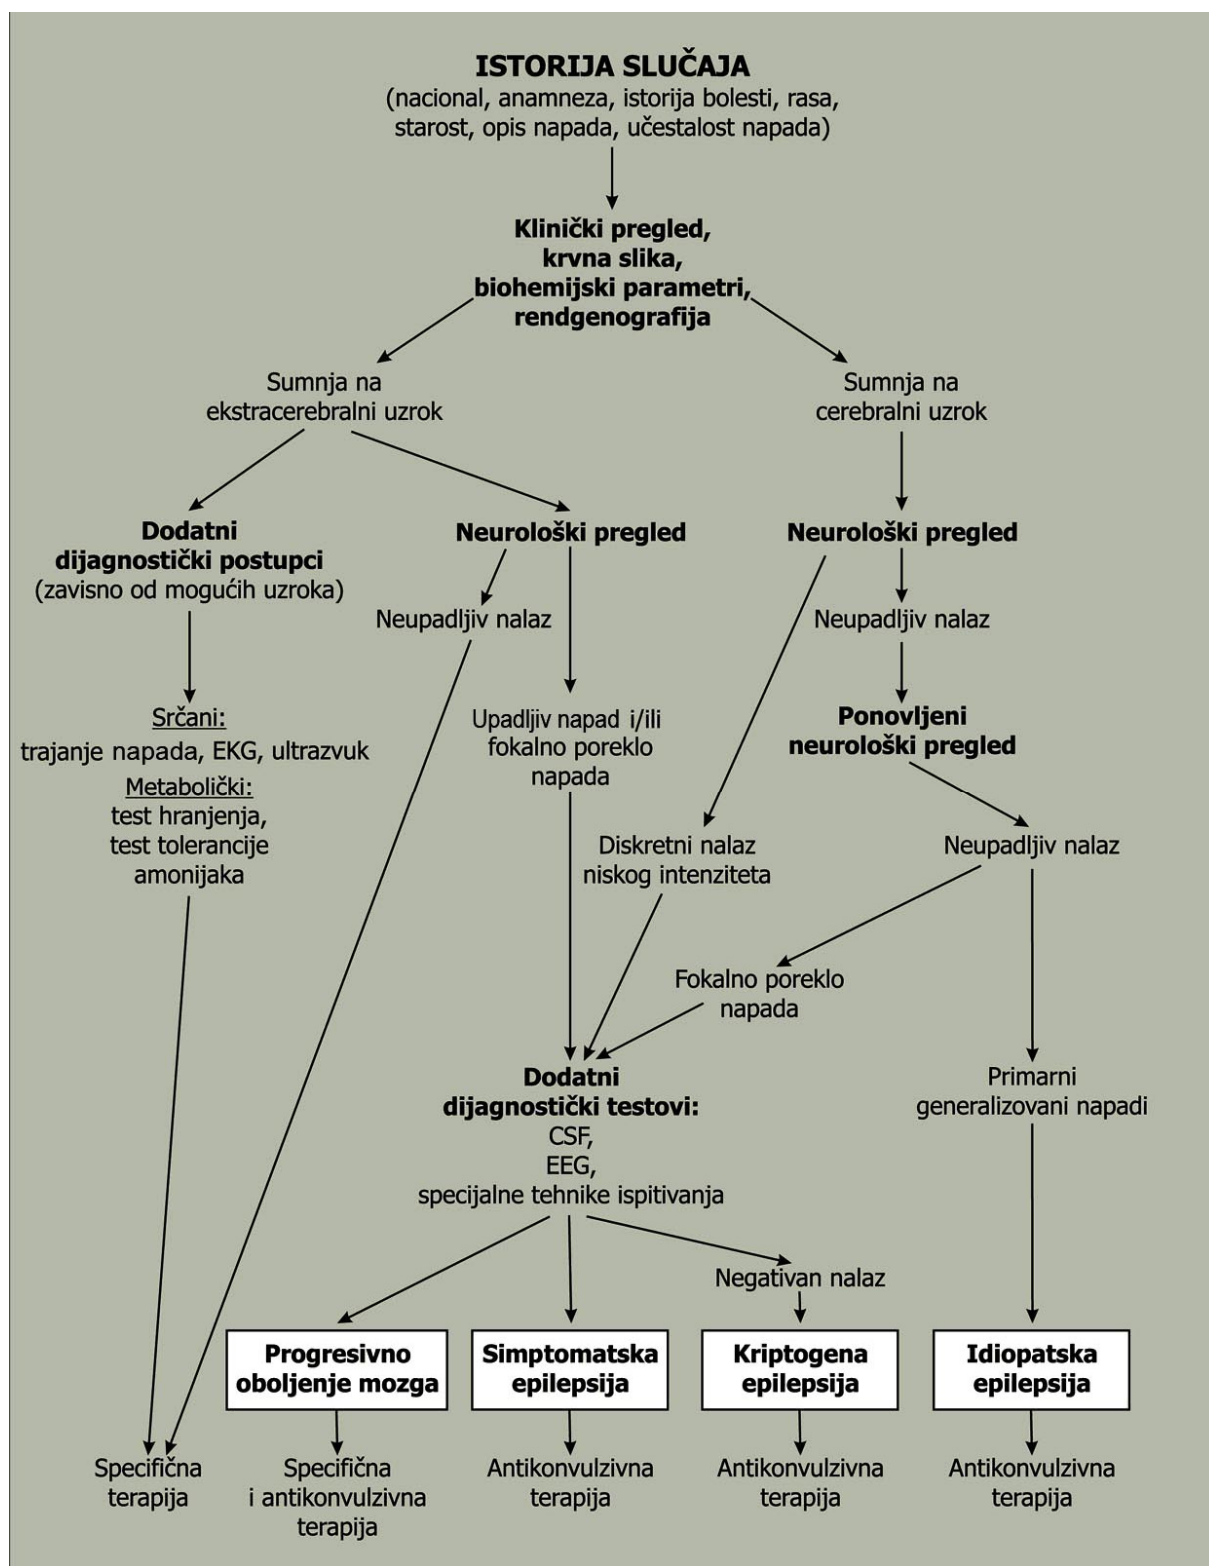 ISTORIJA SLUČAJA
(nacional, anamneza, istorija bolesti, rasa,
starost, opis napada, učestalost napada)
Klinički pregled,
krvna slika,
biohemijski parametri,
rendgenografija
Sumnja na
ekstracerebralni uzrok
Sumnja na
cerebralni uzrok
Dodatni
dijagnostički postupci
(zavisno od mogućih uzroka)
Neurološki pregled
Neurološki pregled
Neupadljiv nalaz
Neupadljiv nalaz
Srčani:
trajanje napada, EKG, ultrazvuk
Metabolički:
test hranjenja,
test tolerancije
amonijaka
Upadljiv napad i/ili
fokalno poreklo
napada
Ponovljeni
neurološki pregled
Diskretni nalaz
niskog intenziteta
Neupadljiv nalaz
Fokalno poreklo
napada
Dodatni
dijagnostički testovi:
CSF,
EEG,
specijalne tehnike ispitivanja
Primarni
generalizovani napadi
Negativan nalaz
Progresivno
oboljenje mozga
Simptomatska
epilepsija
Kriptogena
epilepsija
Idiopatska
epilepsija
Specifična
terapija
Specifična
i antikonvulzivna
terapija
Antikonvulzivna
terapija
Antikonvulzivna
terapija
Antikonvulzivna
terapija